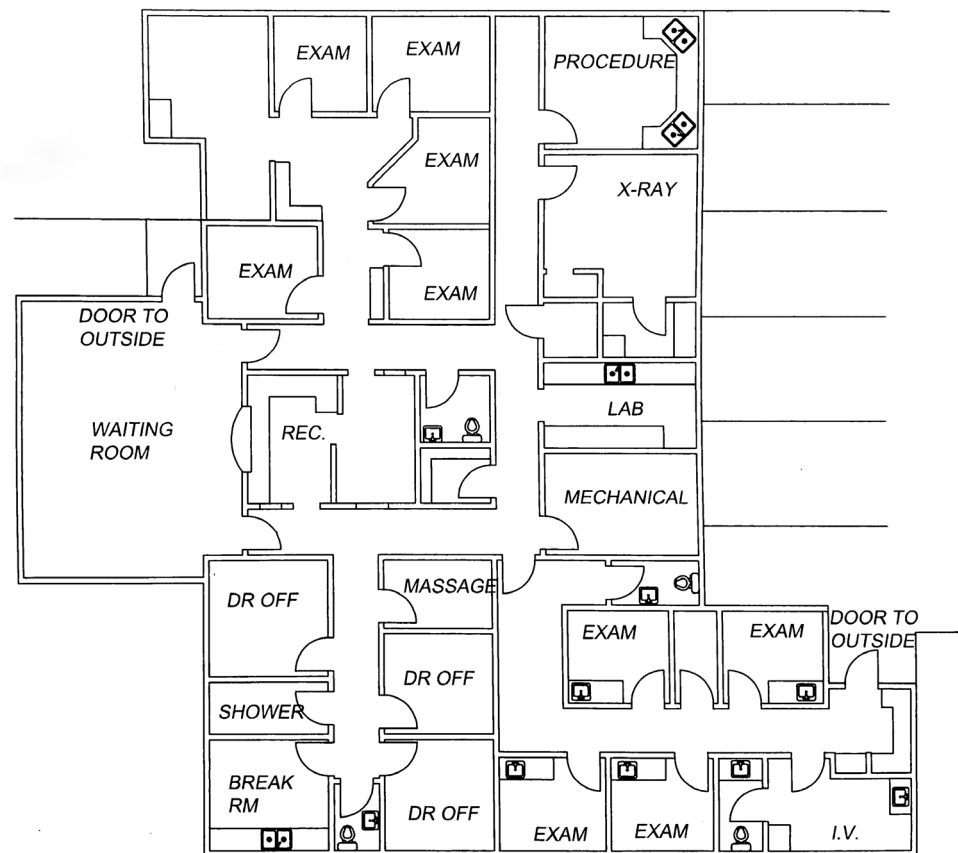 EXAM
EXAM
PROCEDURE
EXAM
X-RAY
EXAM
EXAM
DOOR TO
OUTSIDE
WAITING
ROOM
REC.
LAB
MECHANICAL
DR OFF
MASSAGE
EXAM
EXAM
DOOR TO
OUTSIDE
DR OFF
SHOWER
BREAK
RM
DR OFF
EXAM
EXAM
I.V.